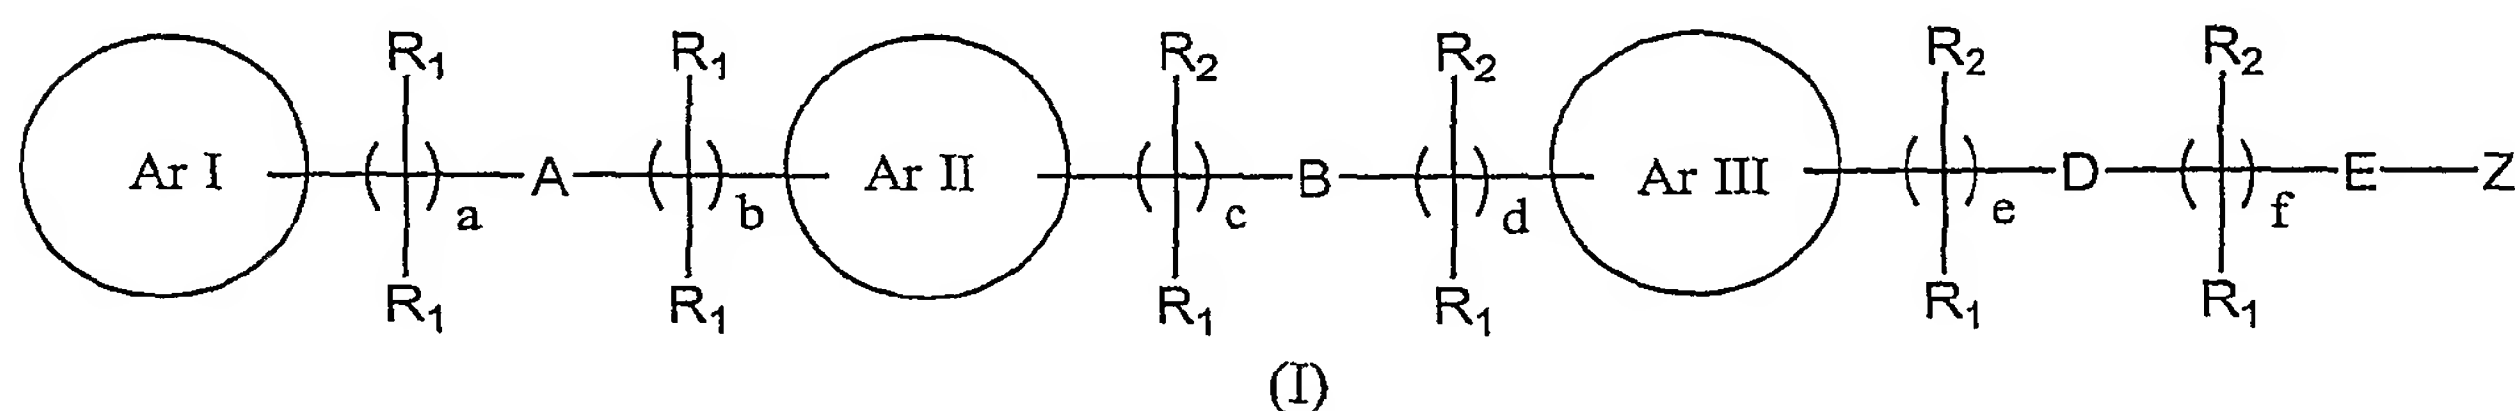 R1 R1 R2 R2 R2 R2
Ar I ( ) A ( ) Ar II ( ) B ( ) Ar III ( ) D ( ) E Z
a b c d e f
R1 R1 R1 R1 R1 R1
(I)